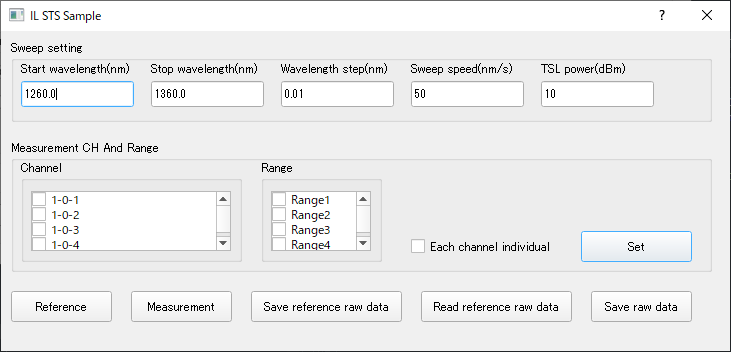 IL STS Sample
Sweep setting
Start wavelength(nm) Stop wavelength(nm) Wavelength step(nm) Sweep speed(nm/s) TSL power(dBm)
1260.0 1360.0 0.01 50 10
Measurement CH And Range
Channel Range
1-0-1 Range1
1-0-2 Range2
1-0-3 Range3
1-0-4 Range4
Each channel individual Set
Reference Measurement Save reference raw data Read reference raw data Save raw data